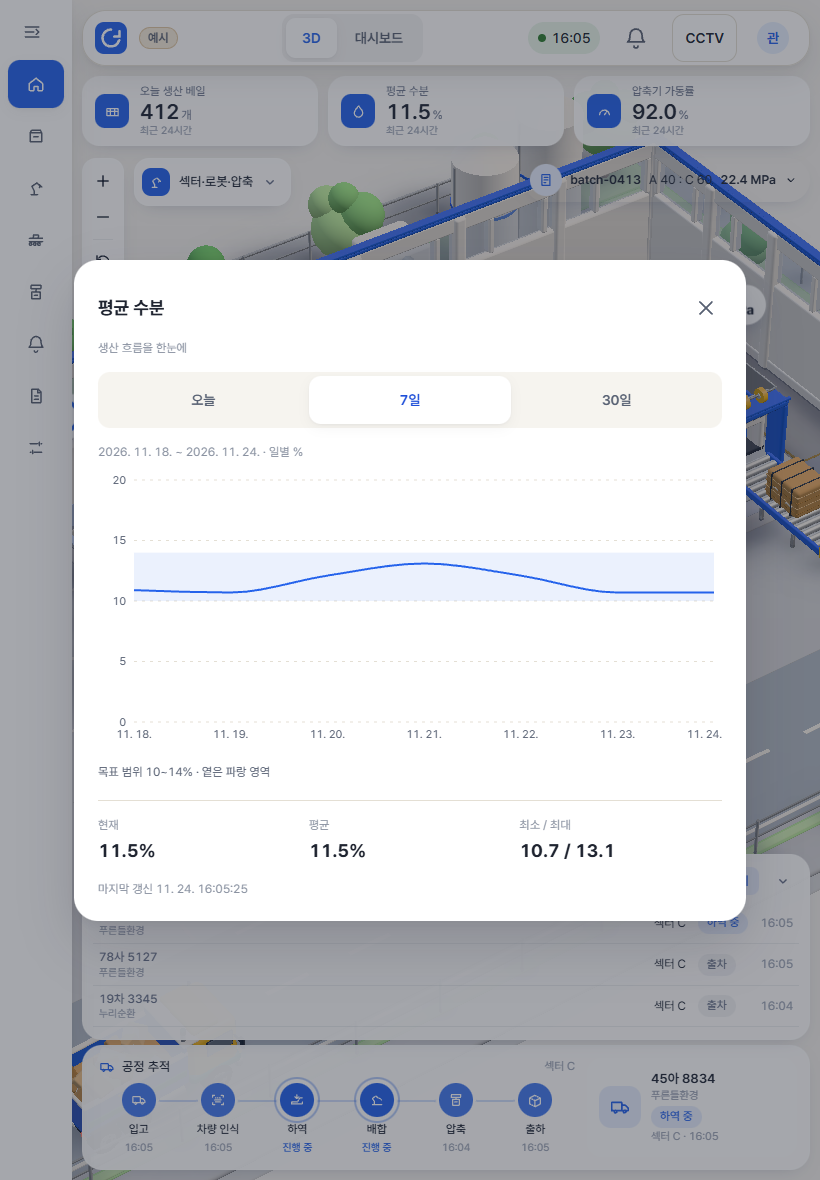 예시
3D
대시보드
16:05
CCTV
관
오늘 생산 베일
412개
최근 24시간
평균 수분
11.5%
최근 24시간
압축기 가동률
92.0%
최근 24시간
섹터·로봇·압축
batch-0413 A 40 : C 60 22.4 MPa
a
평균 수분
생산 흐름을 한눈에
오늘
7일
30일
2026. 11. 18. ~ 2026. 11. 24. · 일별 %
20
15
10
5
0
11. 18.
11. 19.
11. 20.
11. 21.
11. 22.
11. 23.
11. 24.
목표 범위 10~14% · 옅은 파랑 영역
현재
11.5%
평균
11.5%
최소 / 최대
10.7 / 13.1
마지막 갱신 11. 24. 16:05:25
푸른들환경
섹터 C
하역 중
16:05
78사 5127
푸른들환경
섹터 C
출차
16:05
19차 3345
누리순환
섹터 C
출차
16:04
공정 추적
섹터 C
입고
16:05
차량 인식
16:05
하역
진행 중
배합
진행 중
압축
16:04
출하
16:05
45아 8834
푸른들환경
하역 중
섹터 C · 16:05